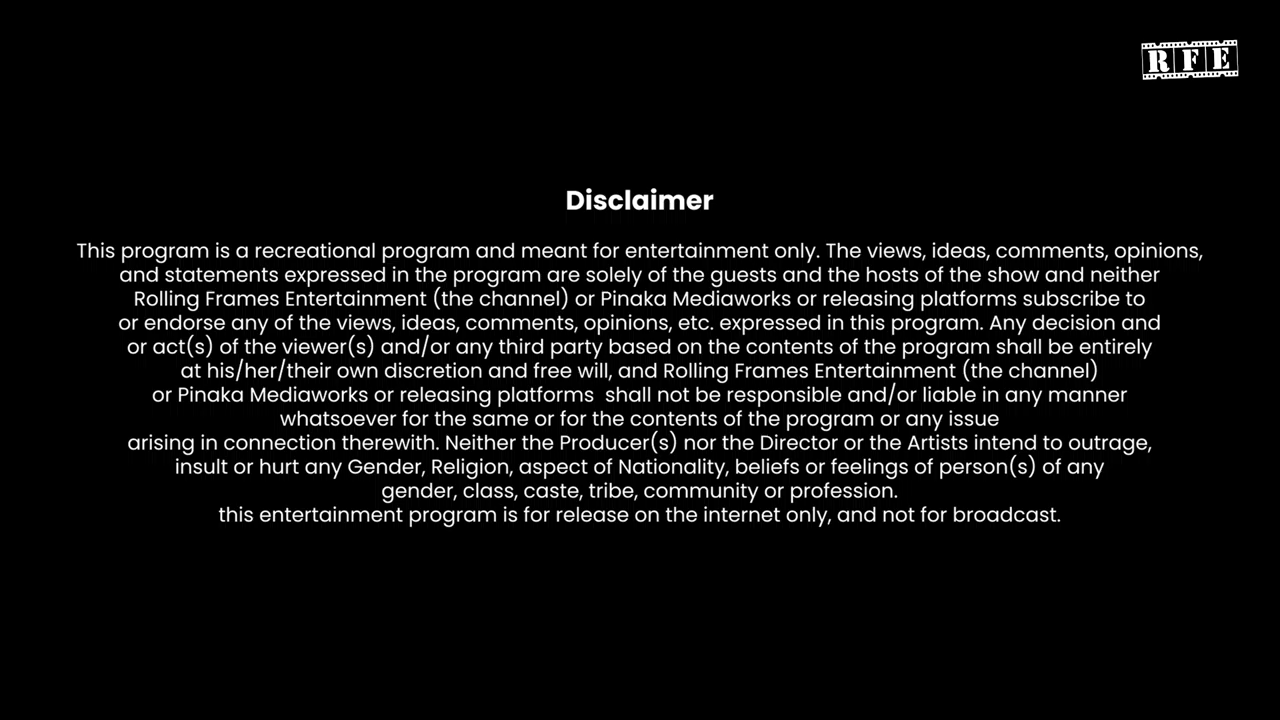 RFE
Disclaimer
This program is a recreational program and meant for entertainment only. The views, ideas, comments, opinions,
and statements expressed in the program are solely of the guests and the hosts of the show and neither
Rolling Frames Entertainment (the channel) or Pinaka Mediaworks or releasing platforms subscribe to
or endorse any of the views, ideas, comments, opinions, etc. expressed in this program. Any decision and
or act(s) of the viewer(s) and/or any third party based on the contents of the program shall be entirely
at his/her/their own discretion and free will, and Rolling Frames Entertainment (the channel)
or Pinaka Mediaworks or releasing platforms  shall not be responsible and/or liable in any manner
whatsoever for the same or for the contents of the program or any issue
arising in connection therewith. Neither the Producer(s) nor the Director or the Artists intend to outrage,
insult or hurt any Gender, Religion, aspect of Nationality, beliefs or feelings of person(s) of any
gender, class, caste, tribe, community or profession.
this entertainment program is for release on the internet only, and not for broadcast.